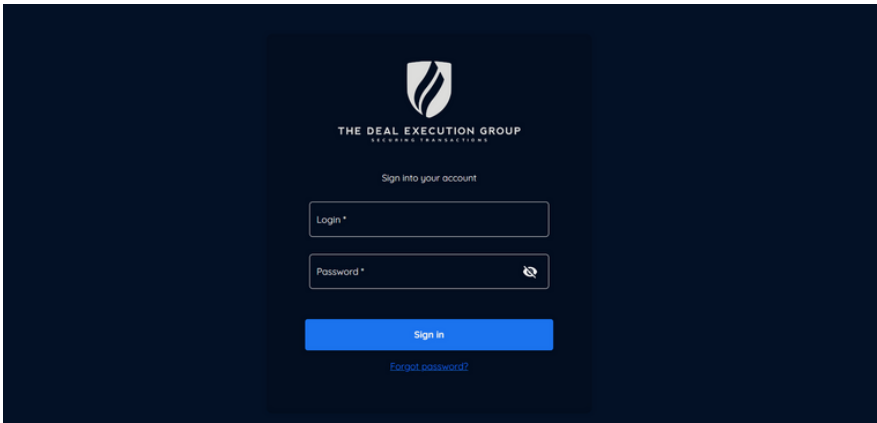 THE DEAL EXECUTION GROUP
SECURING TRANSACTIONS
Sign into your account
Login *
Password *
Sign in
Forgot password?